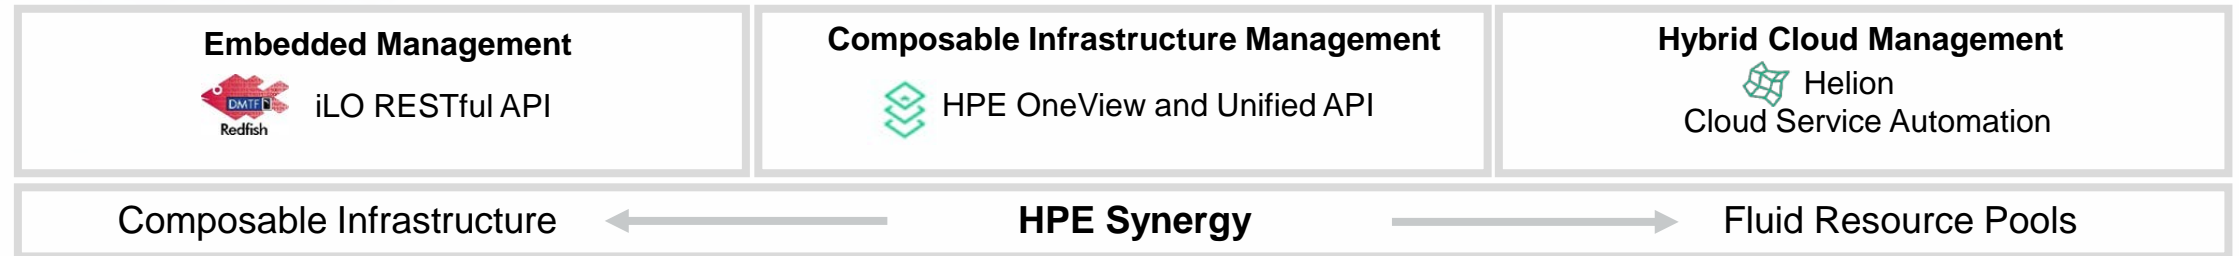 Embedded Management
DMTF
Redfish
iLO RESTful API
Composable Infrastructure Management
HPE OneView and Unified API
Hybrid Cloud Management
Helion
Cloud Service Automation
Composable Infrastructure
HPE Synergy
Fluid Resource Pools